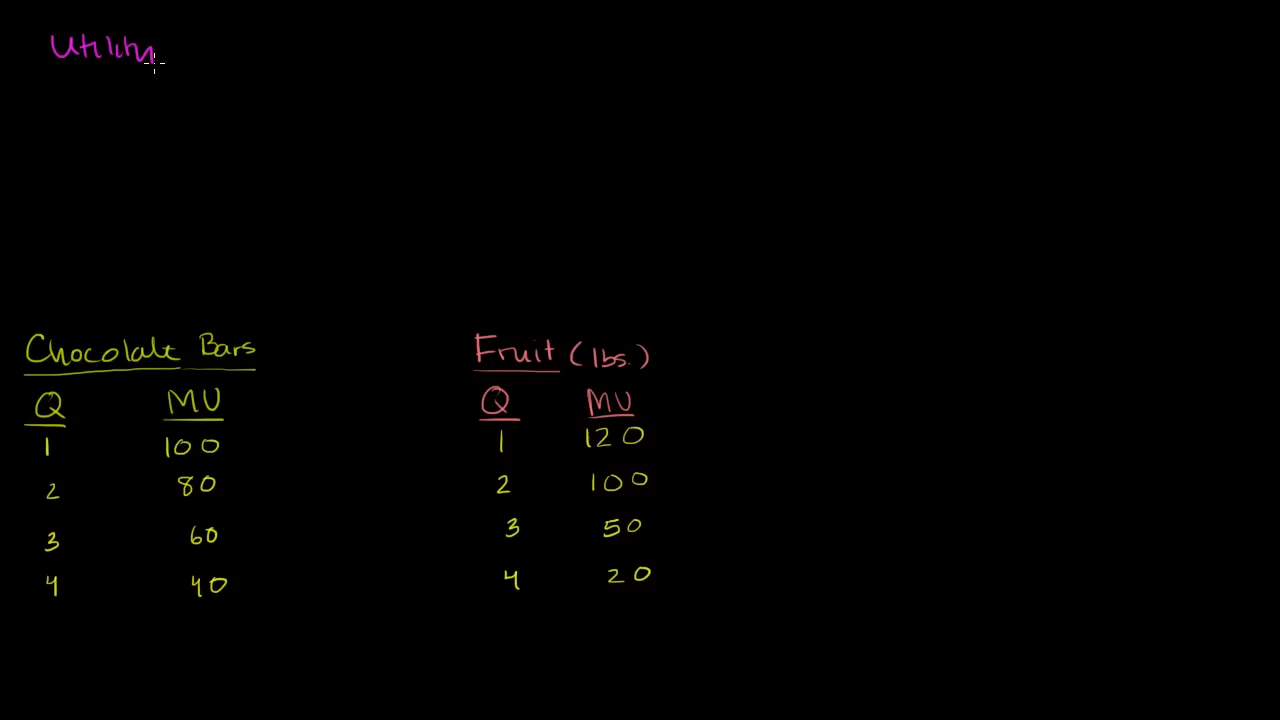 Utility
Chocolate Bars
Q MU
1 100
2 80
3 60
4 40
Fruit (lbs.)
Q MU
1 120
2 100
3 50
4 20